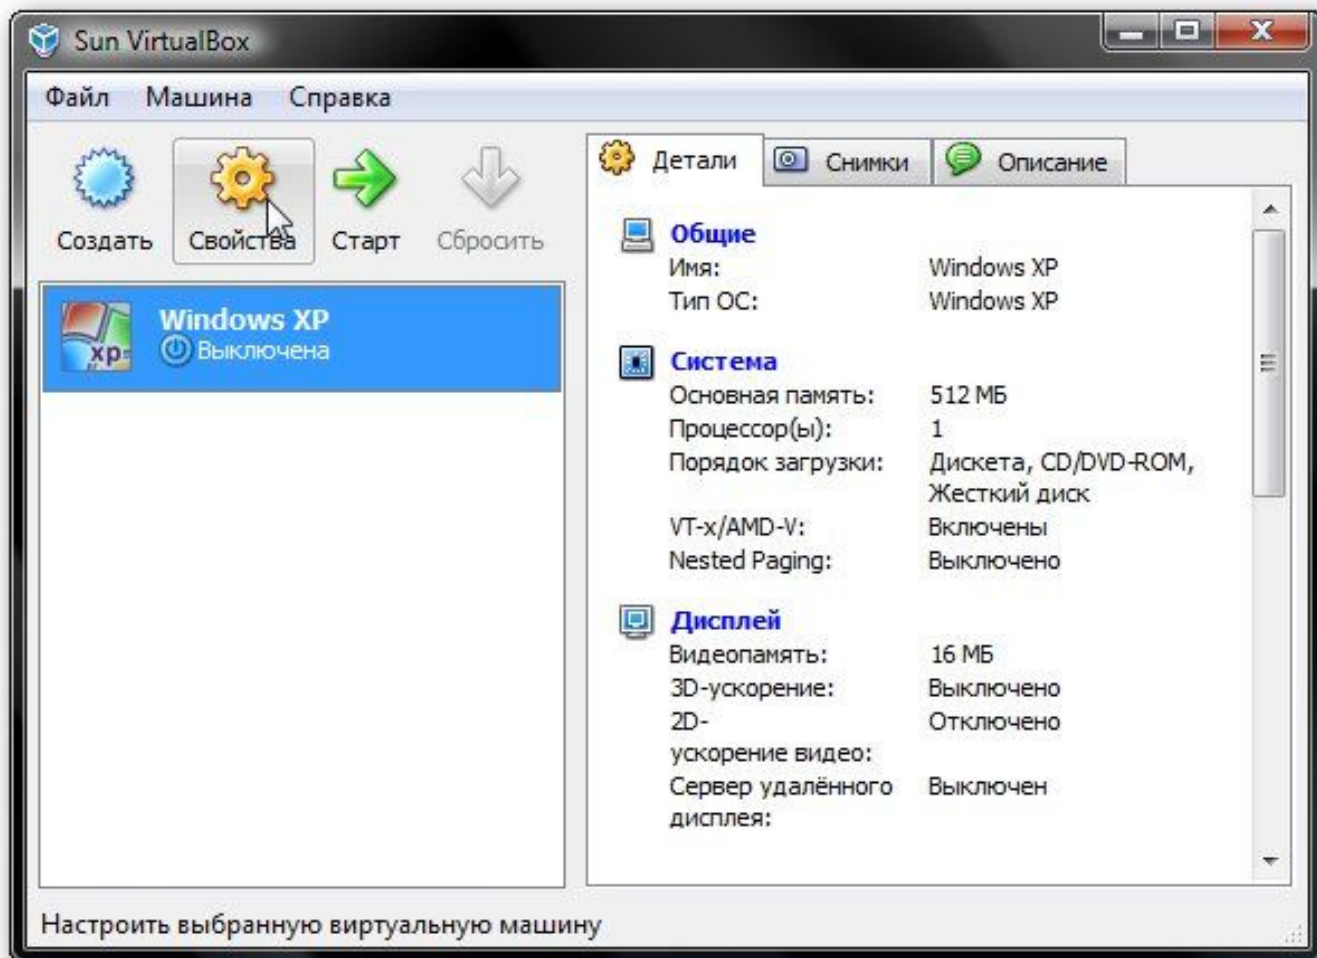 Sun VirtualBox
Файл Машина Справка
Создать Свойства Старт Сбросить
Windows XP
Выключена
Детали Снимки Описание
Общие
Имя: Windows XP
Тип ОС: Windows XP
Система
Основная память: 512 МБ
Процессор(ы): 1
Порядок загрузки: Дискета, CD/DVD-ROM,
Жесткий диск
VT-x/AMD-V: Включены
Nested Paging: Выключено
Дисплей
Видеопамять: 16 МБ
3D-ускорение: Выключено
2D- Отключено
ускорение видео:
Сервер удалённого Выключен
дисплея:
Настроить выбранную виртуальную машину